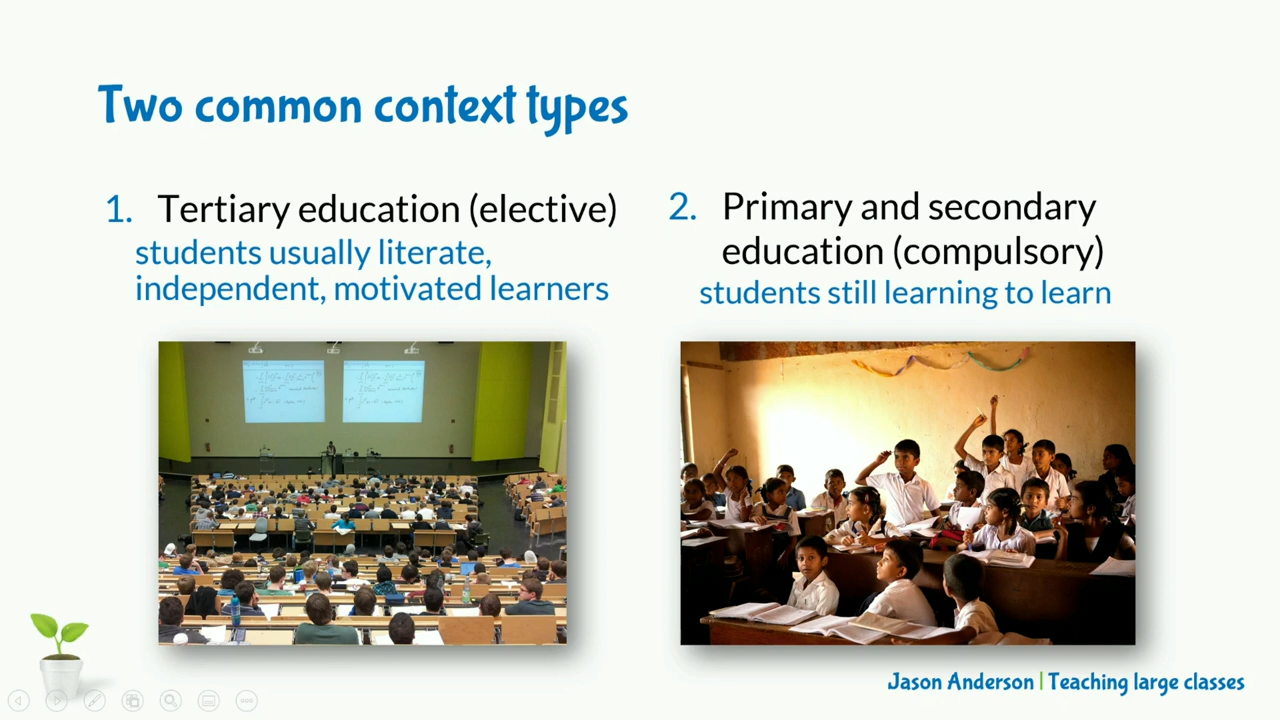 Two common context types
1. Tertiary education (elective)
students usually literate,
independent, motivated learners
2. Primary and secondary
education (compulsory)
students still learning to learn
Jason Anderson | Teaching large classes